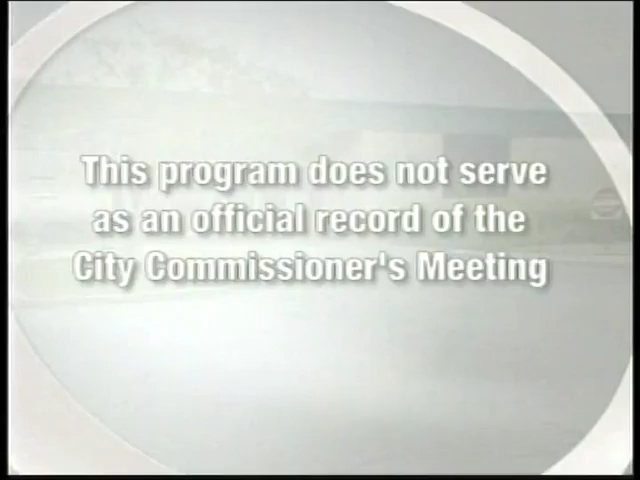 This program does not serve
as an official record of the
City Commissioner's Meeting